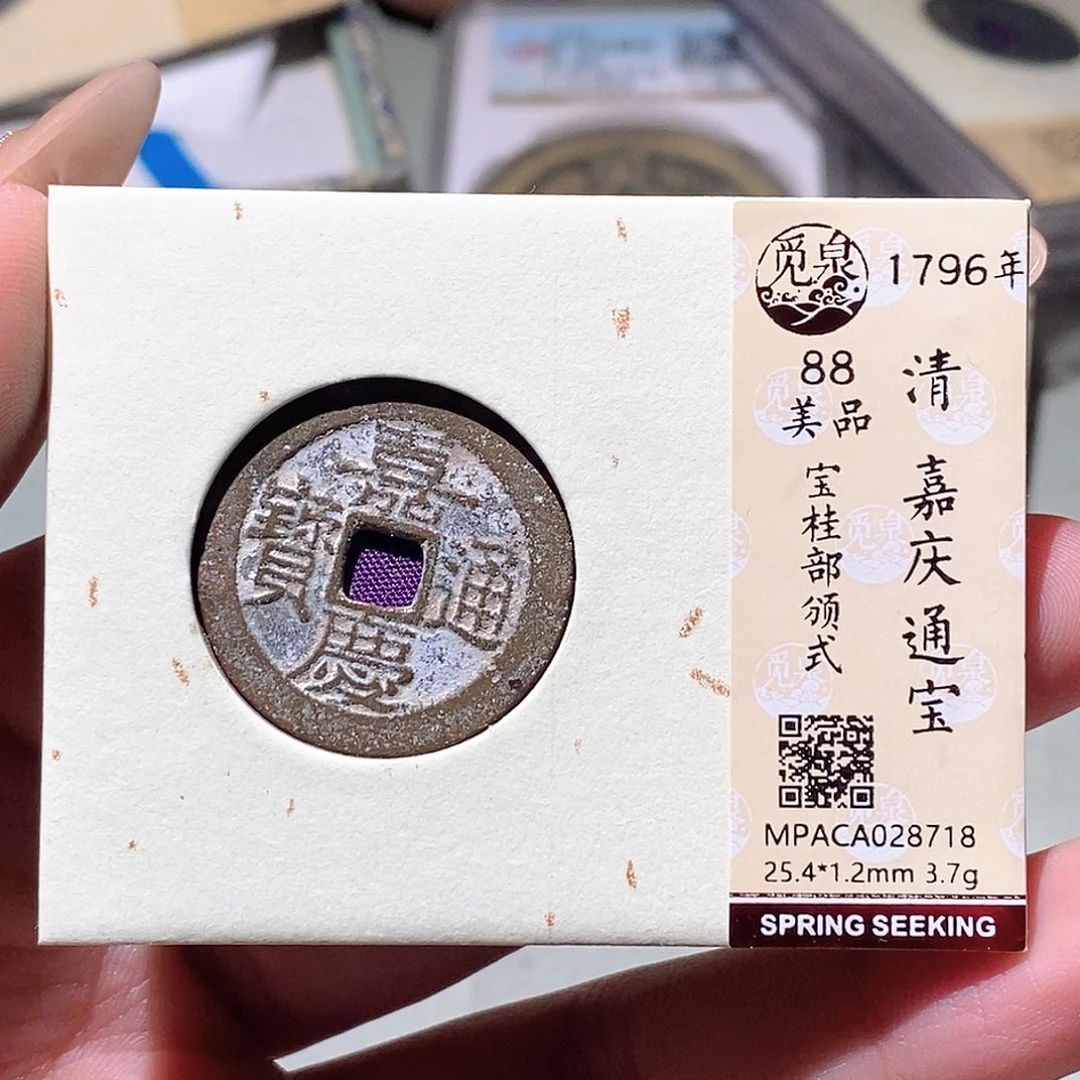 嘉慶通寳
觅泉
1796年
清嘉庆通宝
88
美品
宝桂部颁式
MPACA028718
25.4*1.2mm 3.7g
SPRING SEEKING